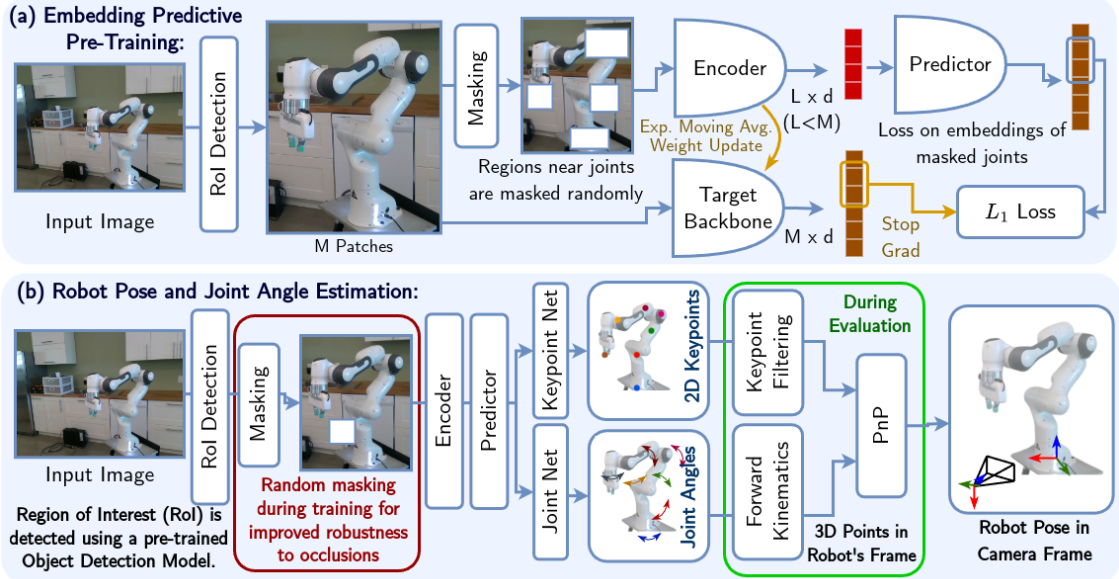 (a) Embedding Predictive
Pre-Training:
Input Image
RoI Detection
M Patches
Masking
Regions near joints
are masked randomly
Encoder
Exp. Moving Avg.
Weight Update
Target
Backbone
L x d
(L<M)
M x d
Predictor
Loss on embeddings of
masked joints
Stop
Grad
L₁ Loss
(b) Robot Pose and Joint Angle Estimation:
Input Image
Region of Interest (RoI) is
detected using a pre-trained
Object Detection Model.
RoI Detection
Masking
Random masking
during training for
improved robustness
to occlusions
Encoder
Predictor
Keypoint Net
Joint Net
2D Keypoints
Joint Angles
During
Evaluation
Keypoint
Filtering
Forward
Kinematics
PnP
3D Points in
Robot's Frame
Robot Pose in
Camera Frame